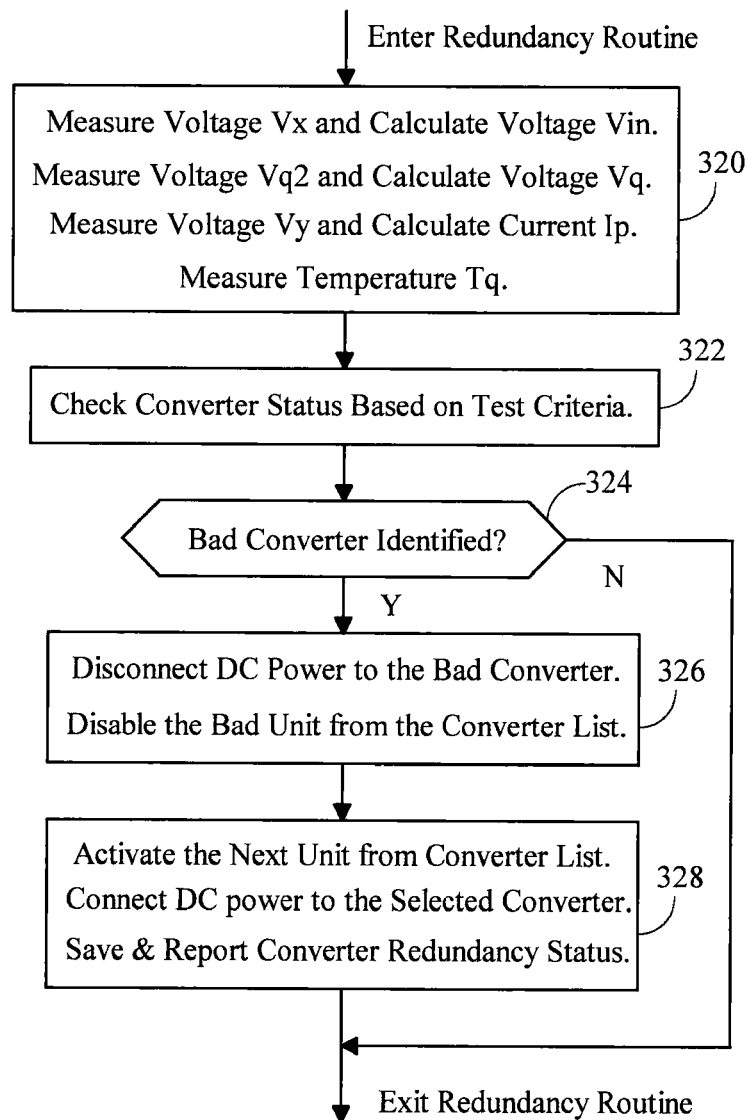 Enter Redundancy Routine
Measure Voltage Vx and Calculate Voltage Vin.
Measure Voltage Vq2 and Calculate Voltage Vq.
320
Measure Voltage Vy and Calculate Current Ip.
Measure Temperature Tq.
322
Check Converter Status Based on Test Criteria.
324
Bad Converter Identified?
N
Y
Disconnect DC Power to the Bad Converter.
326
Disable the Bad Unit from the Converter List.
Activate the Next Unit from Converter List.
328
Connect DC power to the Selected Converter.
Save & Report Converter Redundancy Status.
Exit Redundancy Routine